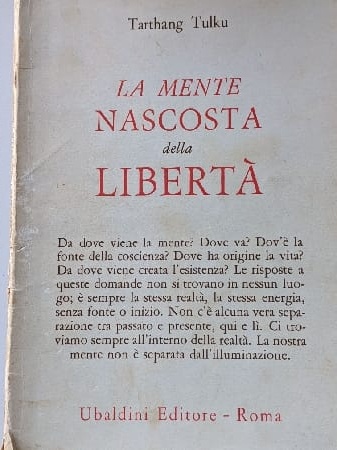 Tarthang Tulku
LA MENTE
NASCOSTA
della
LIBERTÀ
Da dove viene la mente? Dove va? Dov'è la
fonte della coscienza? Dove ha origine la vita?
Da dove viene creata l'esistenza? Le risposte a
queste domande non si trovano in nessun luo-
go; è sempre la stessa realtà, la stessa energia,
senza fonte o inizio. Non c'è alcuna vera sepa-
razione tra passato e presente, qui e lì. Ci tro-
viamo sempre all'interno della realtà. La nostra
mente non è separata dall'illuminazione.
Ubaldini Editore - Roma